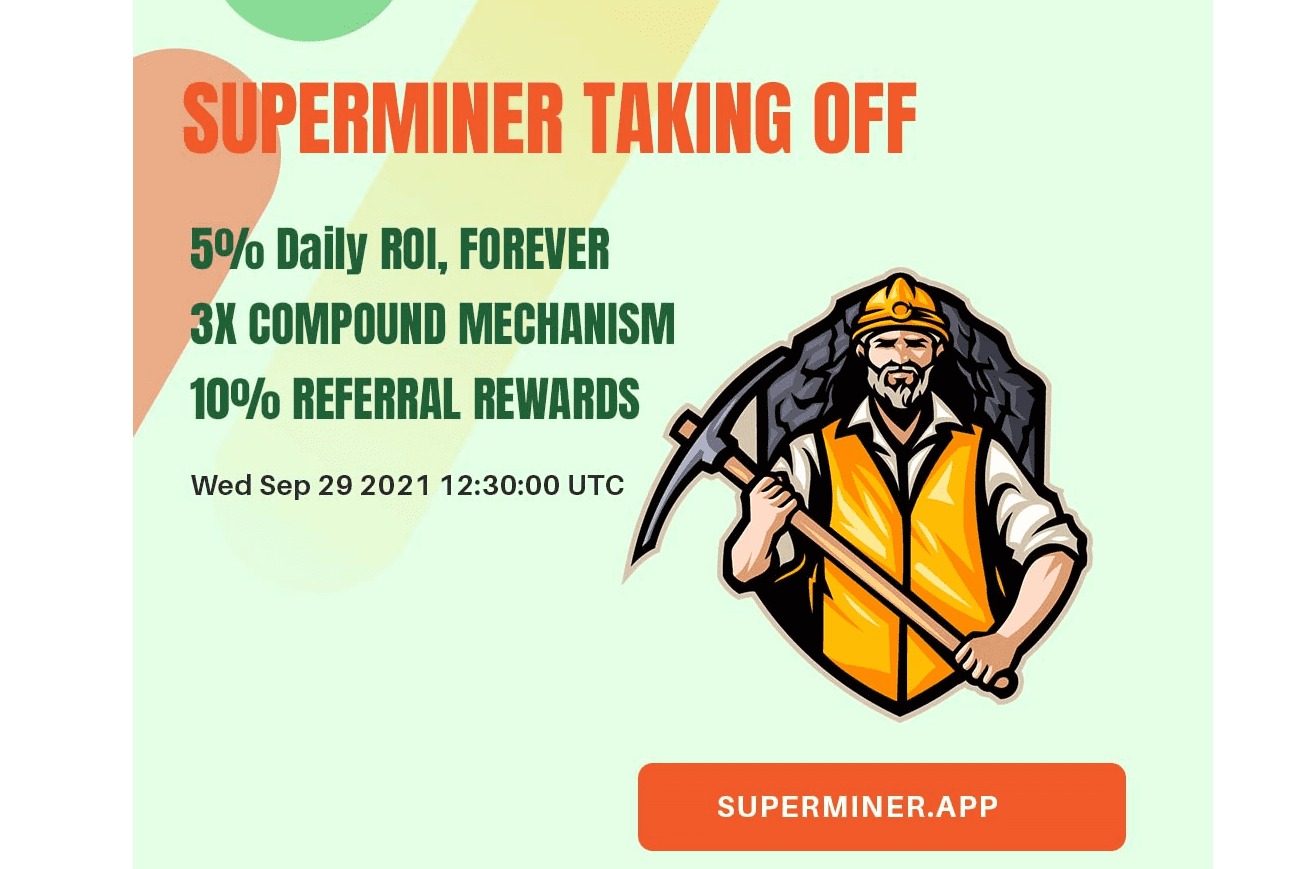 SUPERMINER TAKING OFF
5% Daily ROI, FOREVER
3X COMPOUND MECHANISM
10% REFERRAL REWARDS
Wed Sep 29 2021 12:30:00 UTC
SUPERMINER.APP